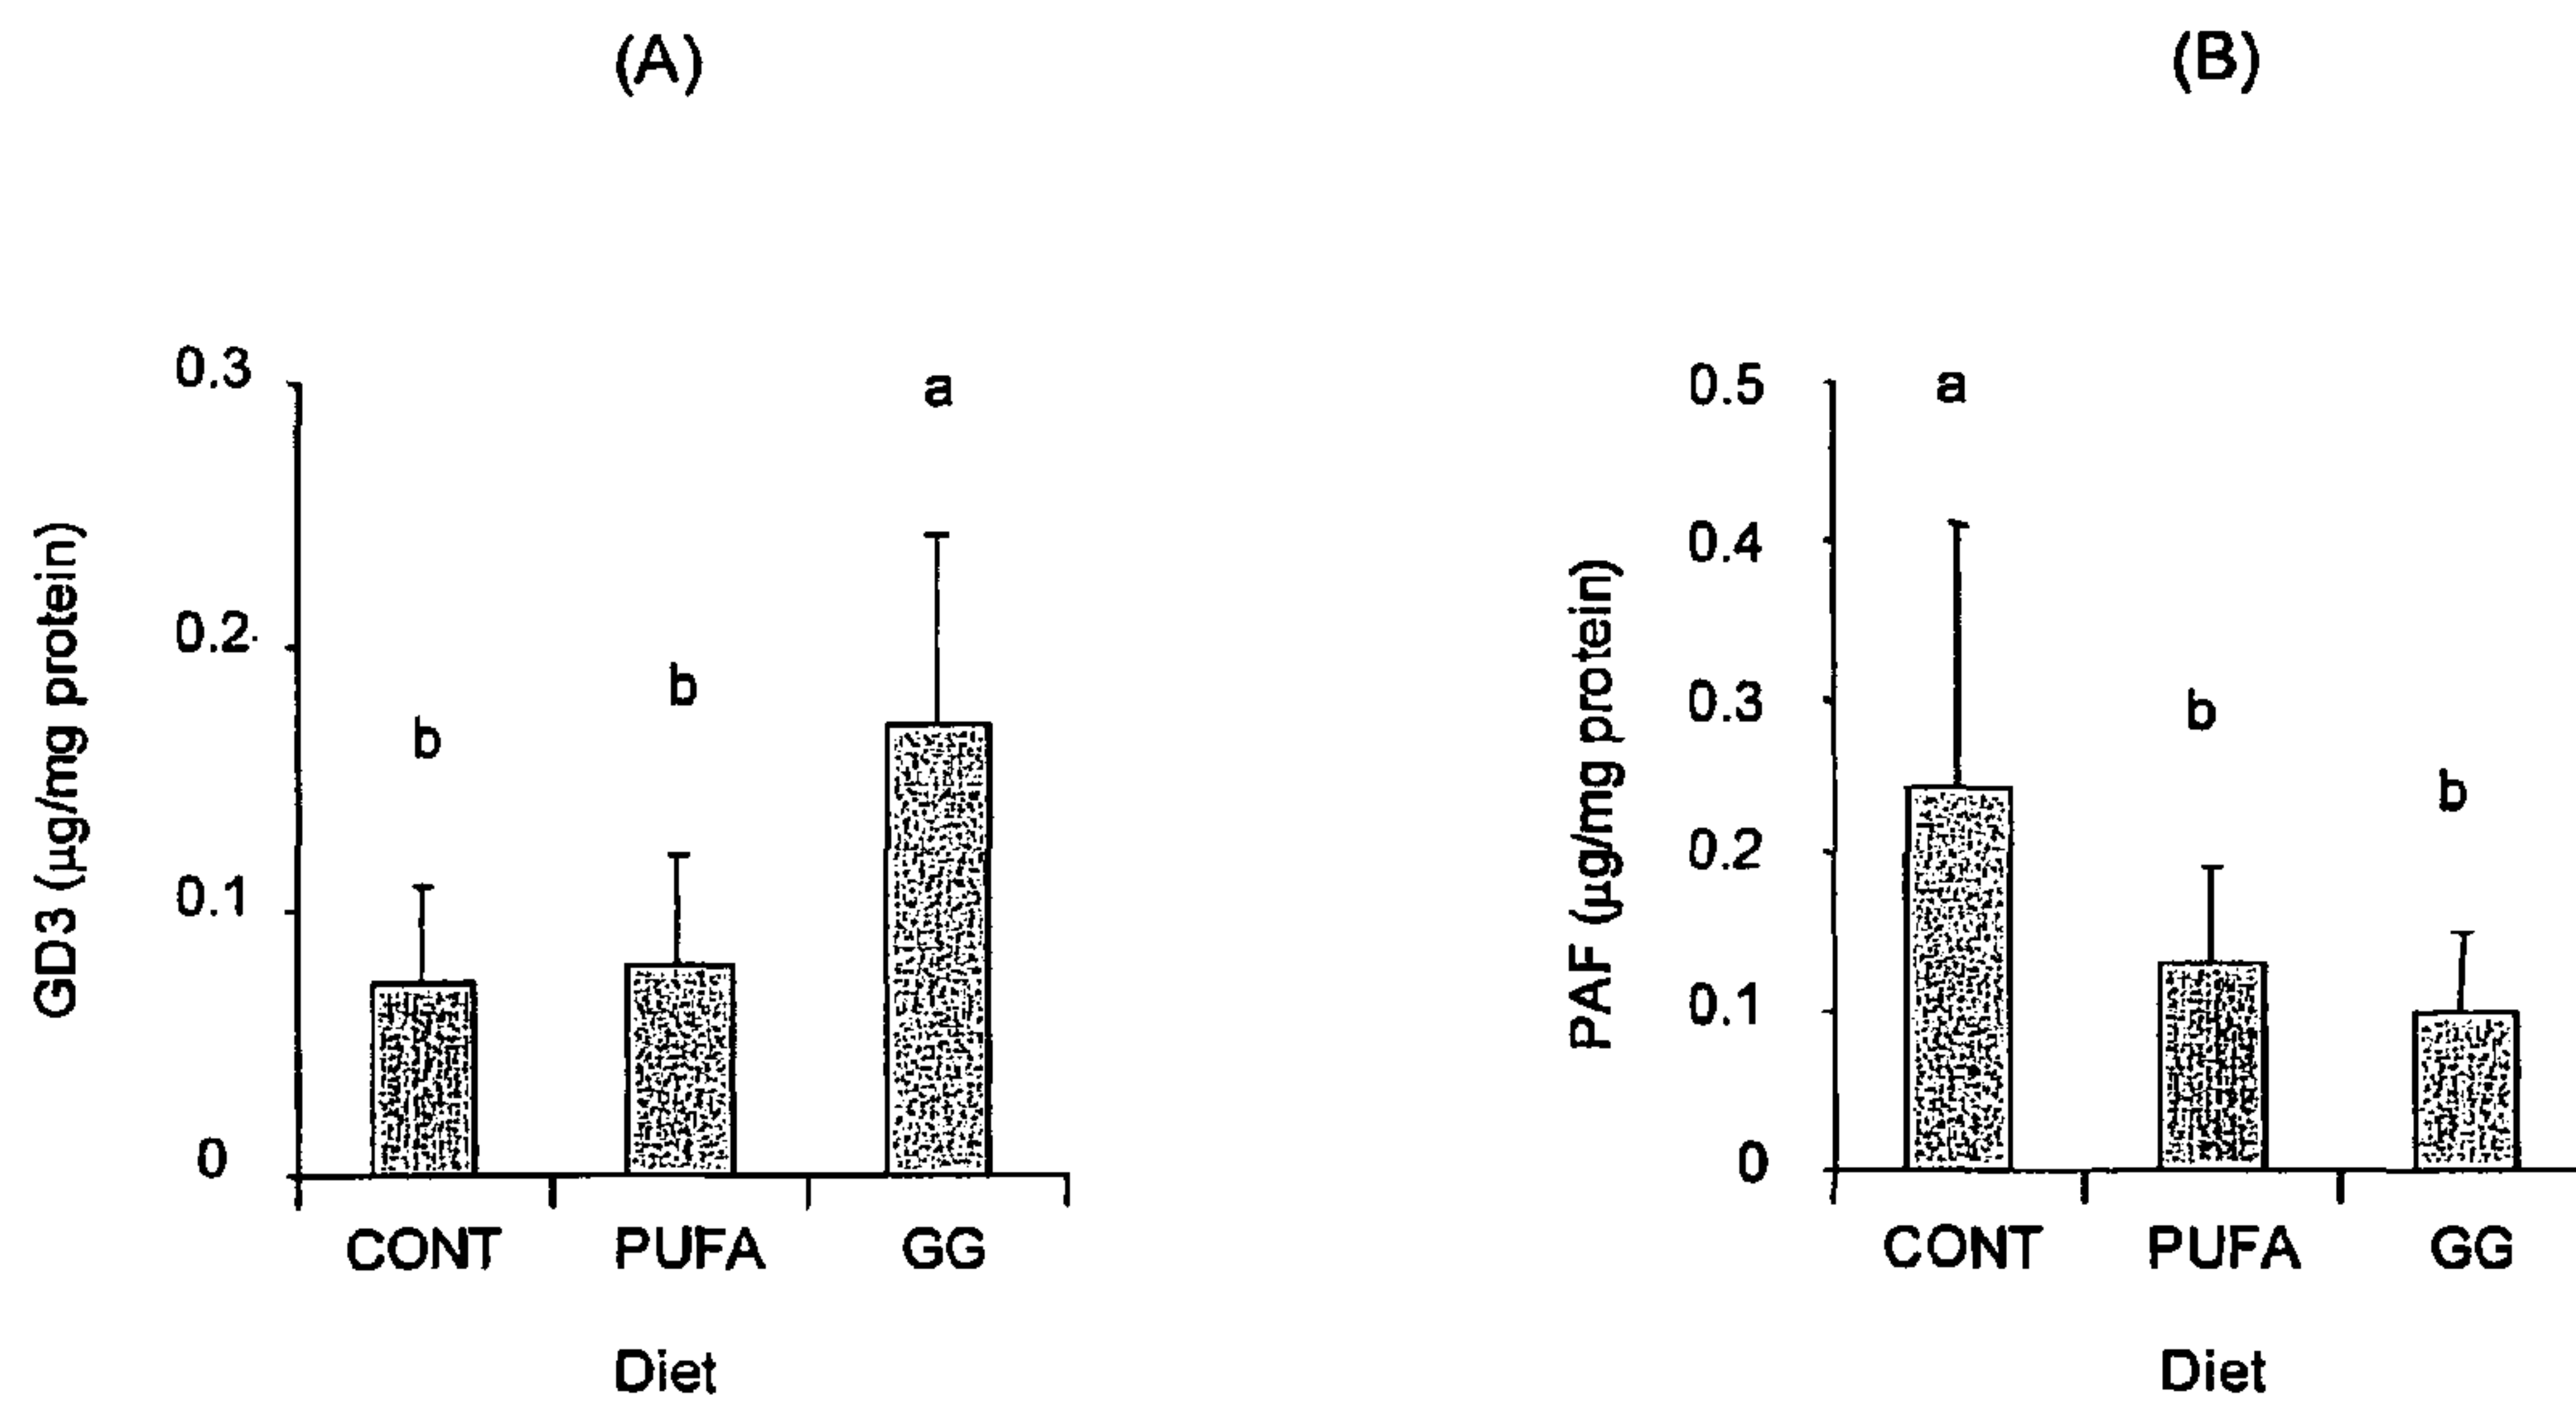 (A)
GD3 (µg/mg protein)
0.3
0.2
0.1
0
b
b
a
CONT PUFA GG
Diet
(B)
PAF (µg/mg protein)
0.5
0.4
0.3
0.2
0.1
0
a
b
b
CONT PUFA GG
Diet